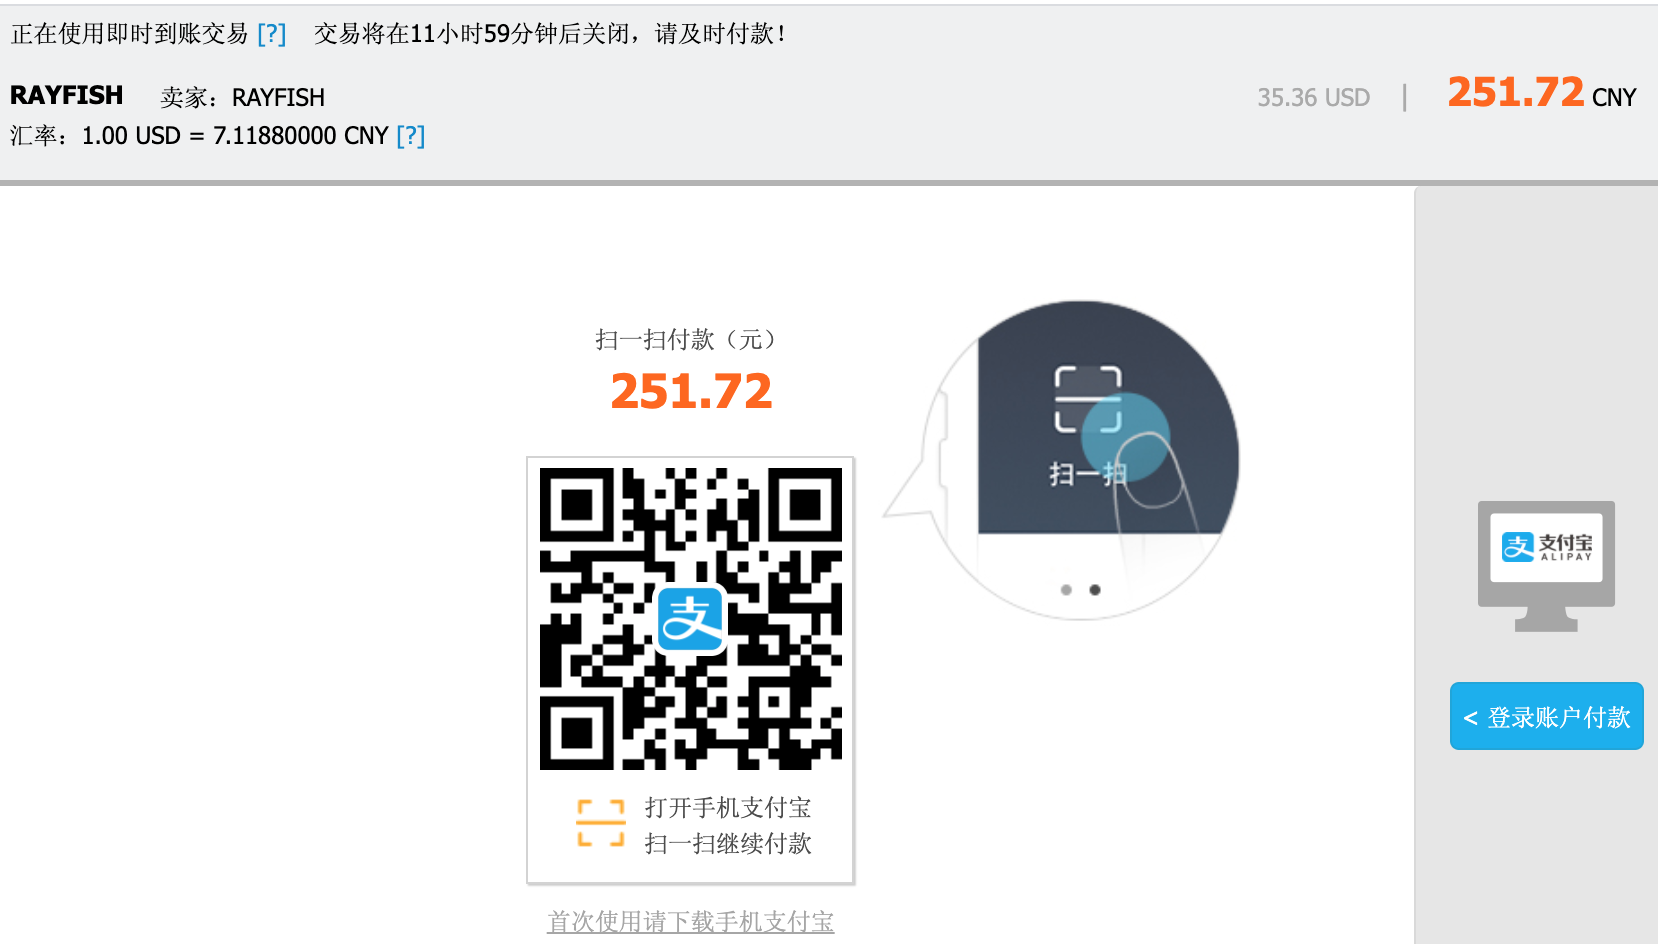 正在使用即时到账交易 [?] 交易将在11小时59分钟后关闭，请及时付款！
RAYFISH 卖家：RAYFISH 35.36 USD | 251.72 CNY
汇率：1.00 USD = 7.11880000 CNY [?]
扫一扫付款（元）
251.72
扫一扫
支
支付宝
ALIPAY
支
< 登录账户付款
打开手机支付宝
扫一扫继续付款
首次使用请下载手机支付宝